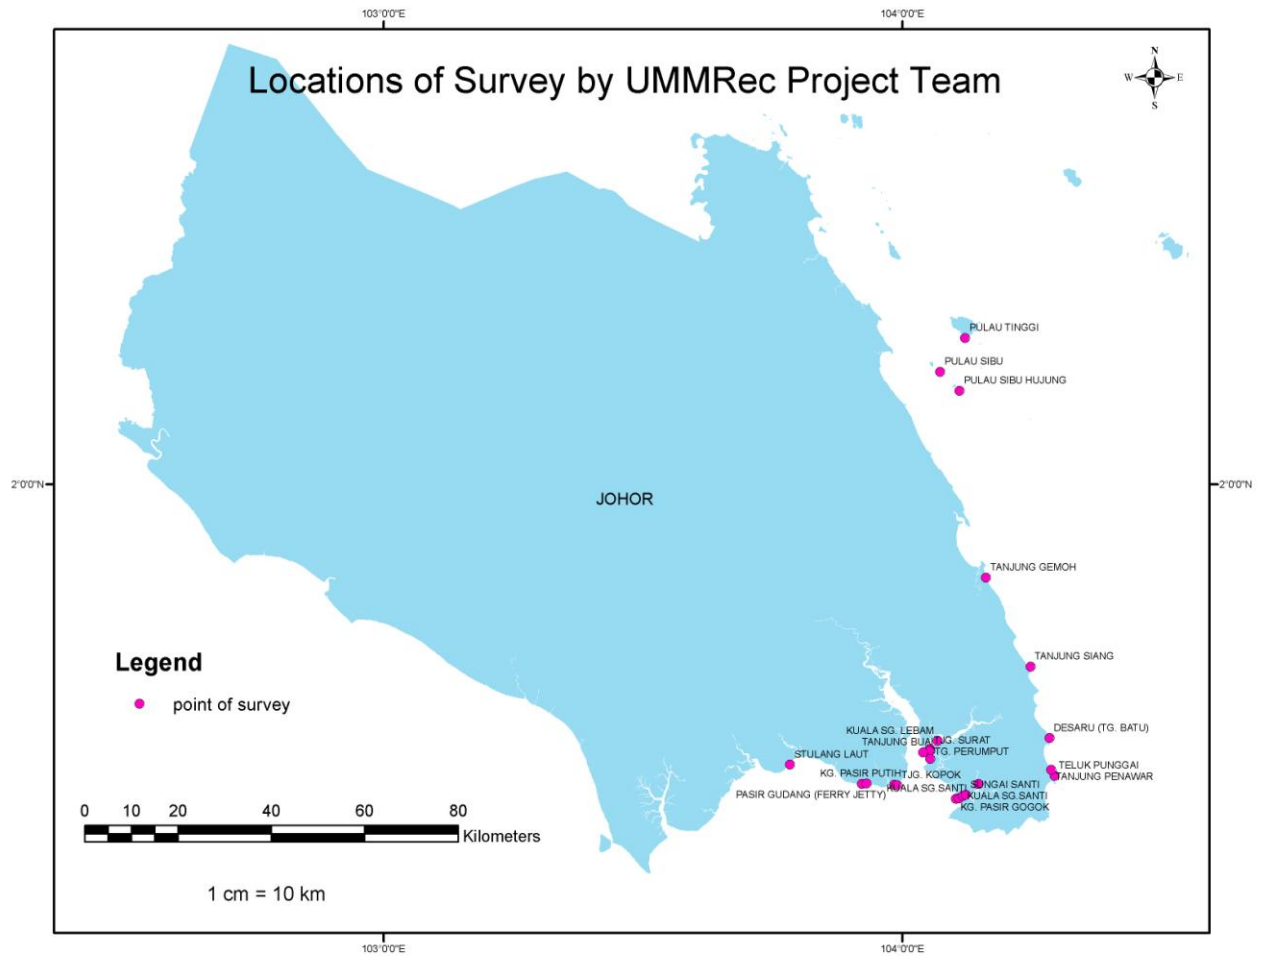 103°0'0"E
104°0'0"E
Locations of Survey by UMMRec Project Team
N
W
E
S
PULAU TINGGI
PULAU SIBU
PULAU SIBU HUJUNG
2°0'0"N
2°0'0"N
JOHOR
TANJUNG GEMOH
TANJUNG SIANG
Legend
point of survey
DESARU (TG. BATU)
KUALA SG. LEBAM
TANJUNG BUAI
TJG. SURAT
TG. PERUMPUT
STULANG LAUT
TELUK PUNGGAI
TANJUNG PENAWAR
KG. PASIR PUTIH
TJG. KOPOK
SUNGAI SANTI
KUALA SG.SANTI
PASIR GUDANG (FERRY JETTY)
KUALA SG.SANTI
KG. PASIR GOGOK
0 10 20 40 60 80
Kilometers
1 cm = 10 km
103°0'0"E
104°0'0"E